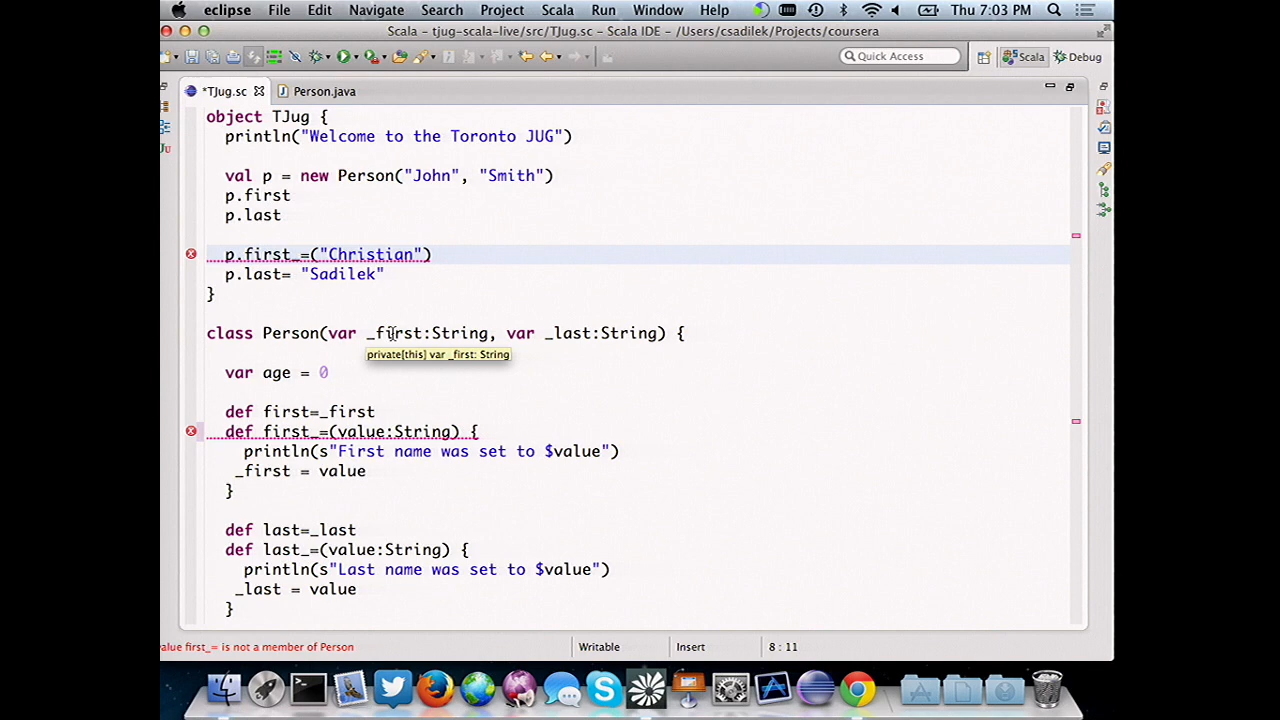 eclipse File Edit Navigate Search Project Scala Run Window Help Thu 7:03 PM
Scala - tjug-scala-live/src/TJug.sc - Scala IDE - /Users/csadilek/Projects/coursera
Quick Access Scala Debug
*TJug.sc Person.java
object TJug {
println("Welcome to the Toronto JUG")
val p = new Person("John", "Smith")
p.first
p.last
p.first_=("Christian")
p.last= "Sadilek"
}
class Person(var _first:String, var _last:String) {
private[this] var _first: String
var age = 0
def first=_first
def first_=(value:String) {
println(s"First name was set to $value")
_first = value
}
def last=_last
def last_=(value:String) {
println(s"Last name was set to $value")
_last = value
}
alue first_= is not a member of Person Writable Insert 8 : 11